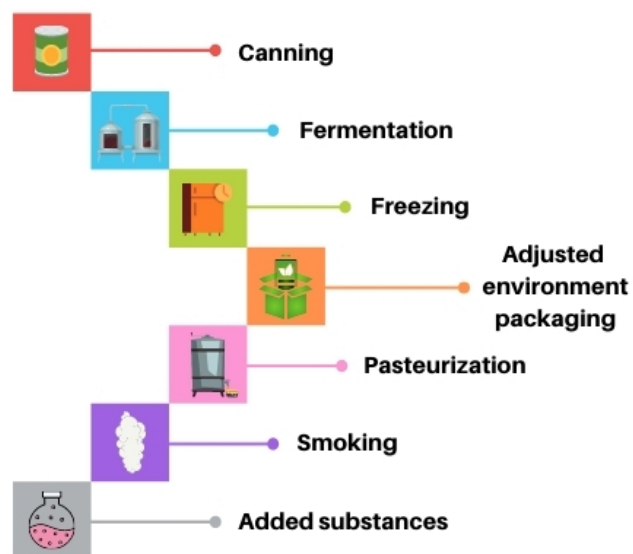 Canning
Fermentation
Freezing
Adjusted
environment
packaging
Pasteurization
Smoking
Added substances